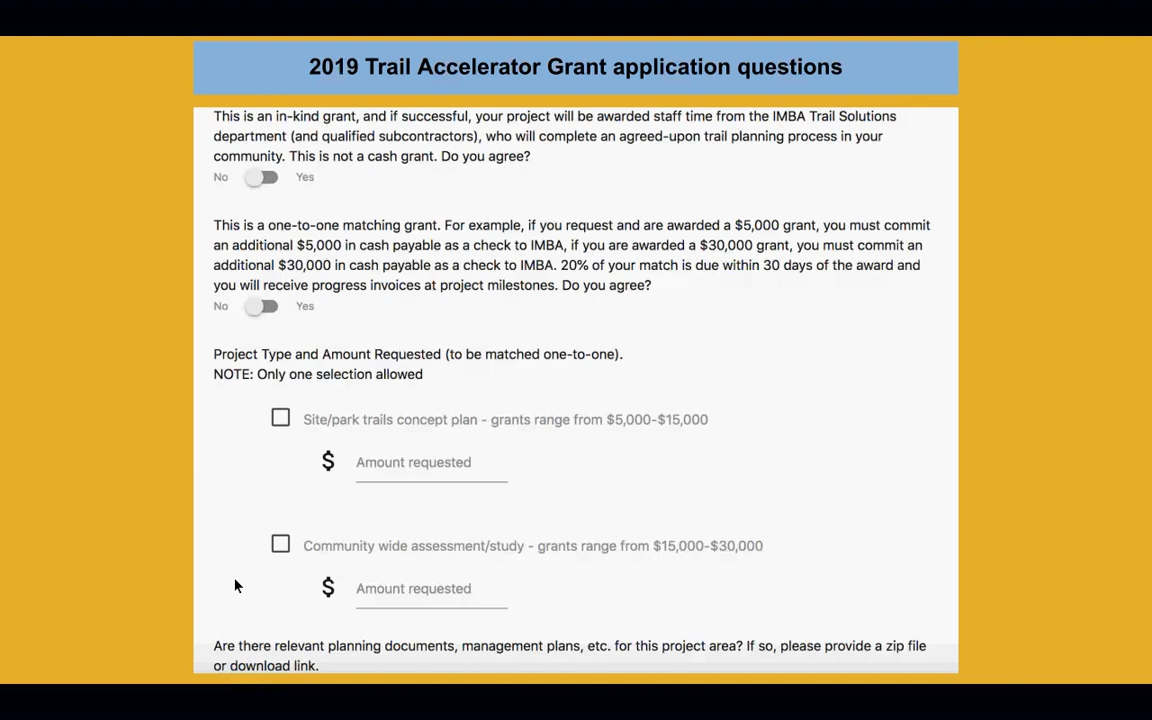 2019 Trail Accelerator Grant application questions
This is an in-kind grant, and if successful, your project will be awarded staff time from the IMBA Trail Solutions
department (and qualified subcontractors), who will complete an agreed-upon trail planning process in your
community. This is not a cash grant. Do you agree?
No Yes
This is a one-to-one matching grant. For example, if you request and are awarded a $5,000 grant, you must commit
an additional $5,000 in cash payable as a check to IMBA, if you are awarded a $30,000 grant, you must commit an
additional $30,000 in cash payable as a check to IMBA. 20% of your match is due within 30 days of the award and
you will receive progress invoices at project milestones. Do you agree?
No Yes
Project Type and Amount Requested (to be matched one-to-one).
NOTE: Only one selection allowed
Site/park trails concept plan - grants range from $5,000-$15,000
$ Amount requested
Community wide assessment/study - grants range from $15,000-$30,000
$ Amount requested
Are there relevant planning documents, management plans, etc. for this project area? If so, please provide a zip file
or download link.